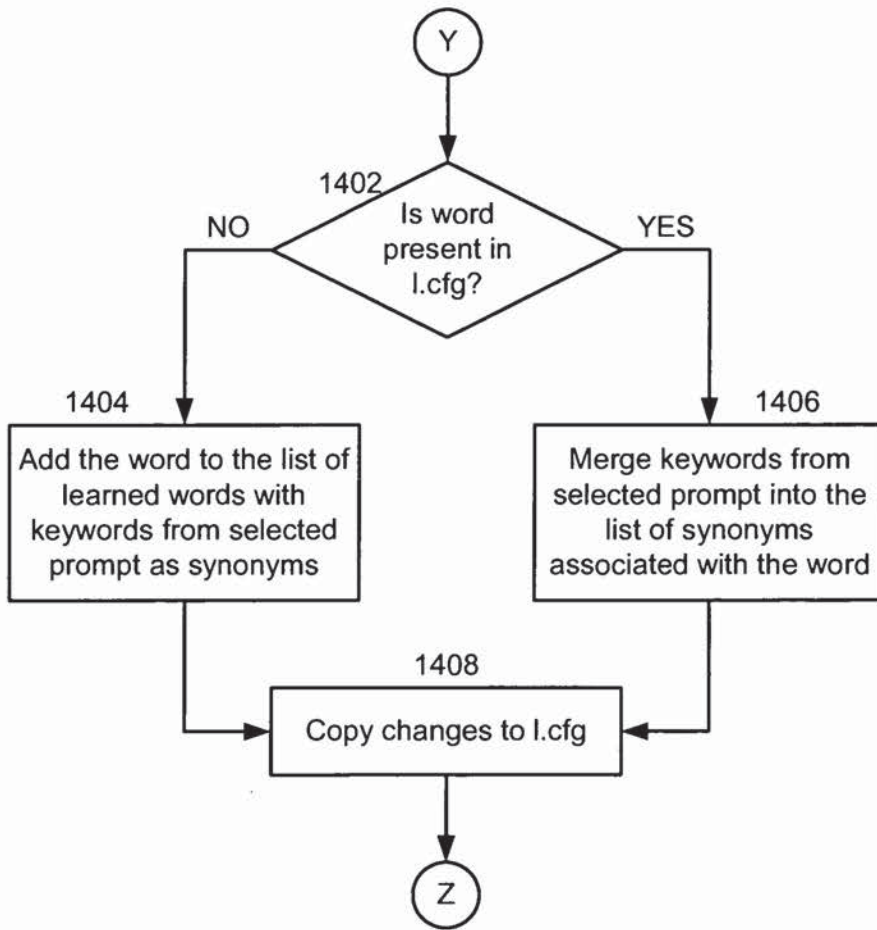 Y
1402
Is word
present in
l.cfg?
NO
YES
1404
Add the word to the list of
learned words with
keywords from selected
prompt as synonyms
1406
Merge keywords from
selected prompt into the
list of synonyms
associated with the word
1408
Copy changes to l.cfg
Z